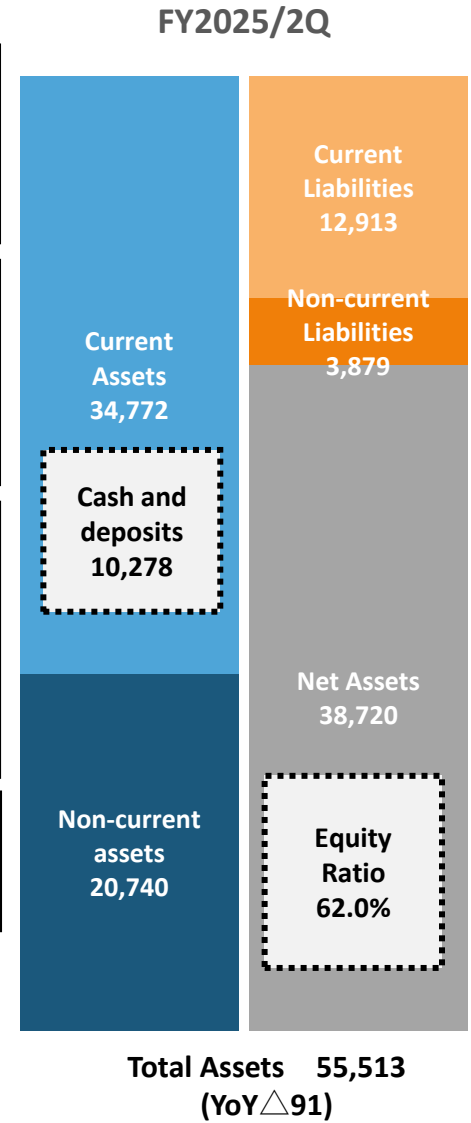 FY2025/2Q
Current
Assets
34,772
Cash and
deposits
10,278
Non-current
assets
20,740
Current
Liabilities
12,913
Non-current
Liabilities
3,879
Net Assets
38,720
Equity
Ratio
62.0%
Total Assets 55,513
(YoY△91)